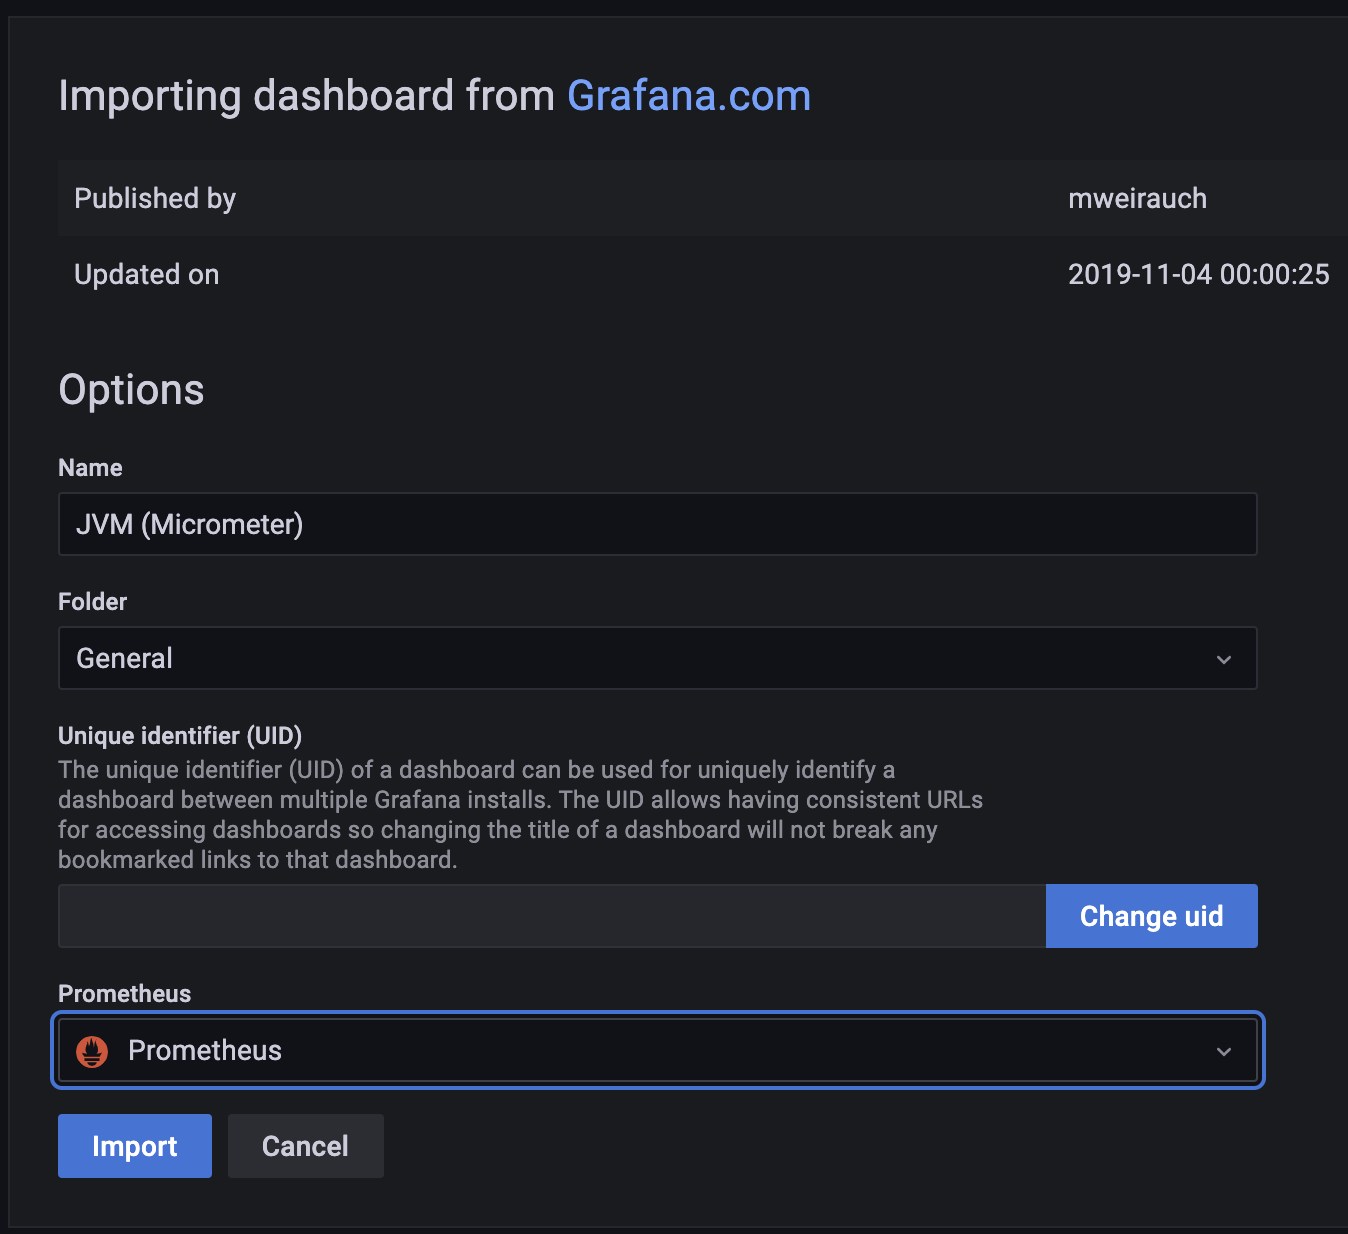 Importing dashboard from Grafana.com
Published by mweirauch
Updated on 2019-11-04 00:00:25
Options
Name
JVM (Micrometer)
Folder
General
Unique identifier (UID)
The unique identifier (UID) of a dashboard can be used for uniquely identify a
dashboard between multiple Grafana installs. The UID allows having consistent URLs
for accessing dashboards so changing the title of a dashboard will not break any
bookmarked links to that dashboard.
Change uid
Prometheus
Prometheus
Import Cancel